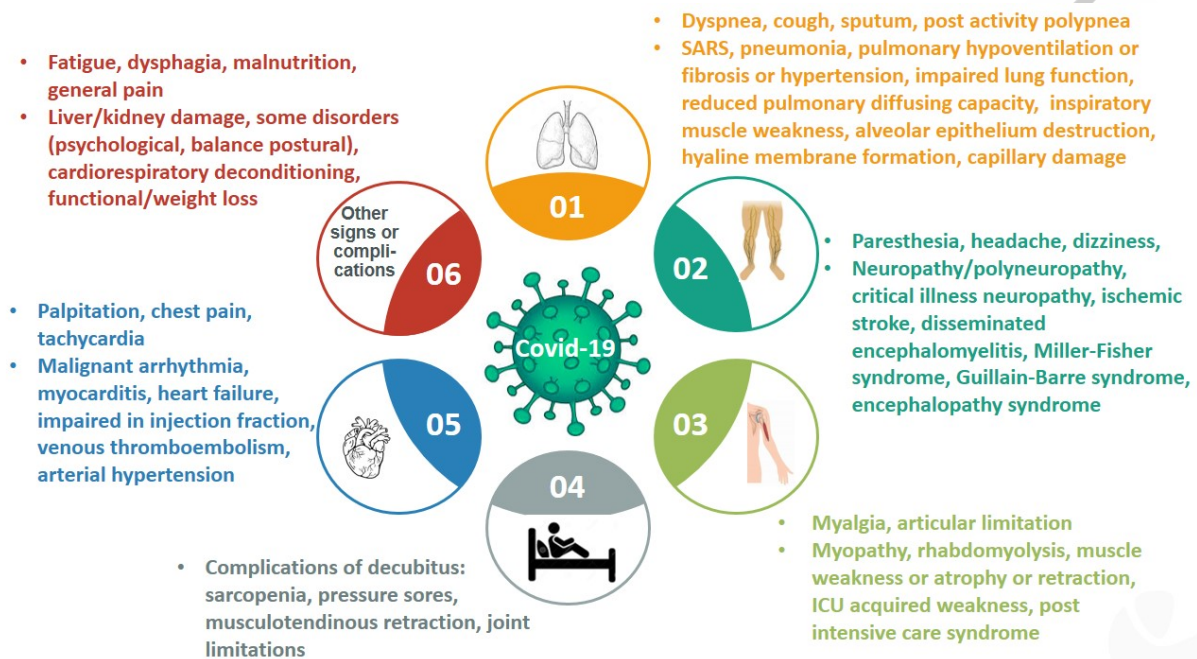 • Dyspnea, cough, sputum, post activity polypnea
• SARS, pneumonia, pulmonary hypoventilation or
fibrosis or hypertension, impaired lung function,
reduced pulmonary diffusing capacity, inspiratory
muscle weakness, alveolar epithelium destruction,
hyaline membrane formation, capillary damage
01
02
• Paresthesia, headache, dizziness,
• Neuropathy/polyneuropathy,
critical illness neuropathy, ischemic
stroke, disseminated
encephalomyelitis, Miller-Fisher
syndrome, Guillain-Barre syndrome,
encephalopathy syndrome
03
• Myalgia, articular limitation
• Myopathy, rhabdomyolysis, muscle
weakness or atrophy or retraction,
ICU acquired weakness, post
intensive care syndrome
04
• Complications of decubitus:
sarcopenia, pressure sores,
musculotendinous retraction, joint
limitations
05
• Palpitation, chest pain,
tachycardia
• Malignant arrhythmia,
myocarditis, heart failure,
impaired in injection fraction,
venous thromboembolism,
arterial hypertension
06
Other
signs or
compli-
cations
• Fatigue, dysphagia, malnutrition,
general pain
• Liver/kidney damage, some disorders
(psychological, balance postural),
cardiorespiratory deconditioning,
functional/weight loss
Covid-19